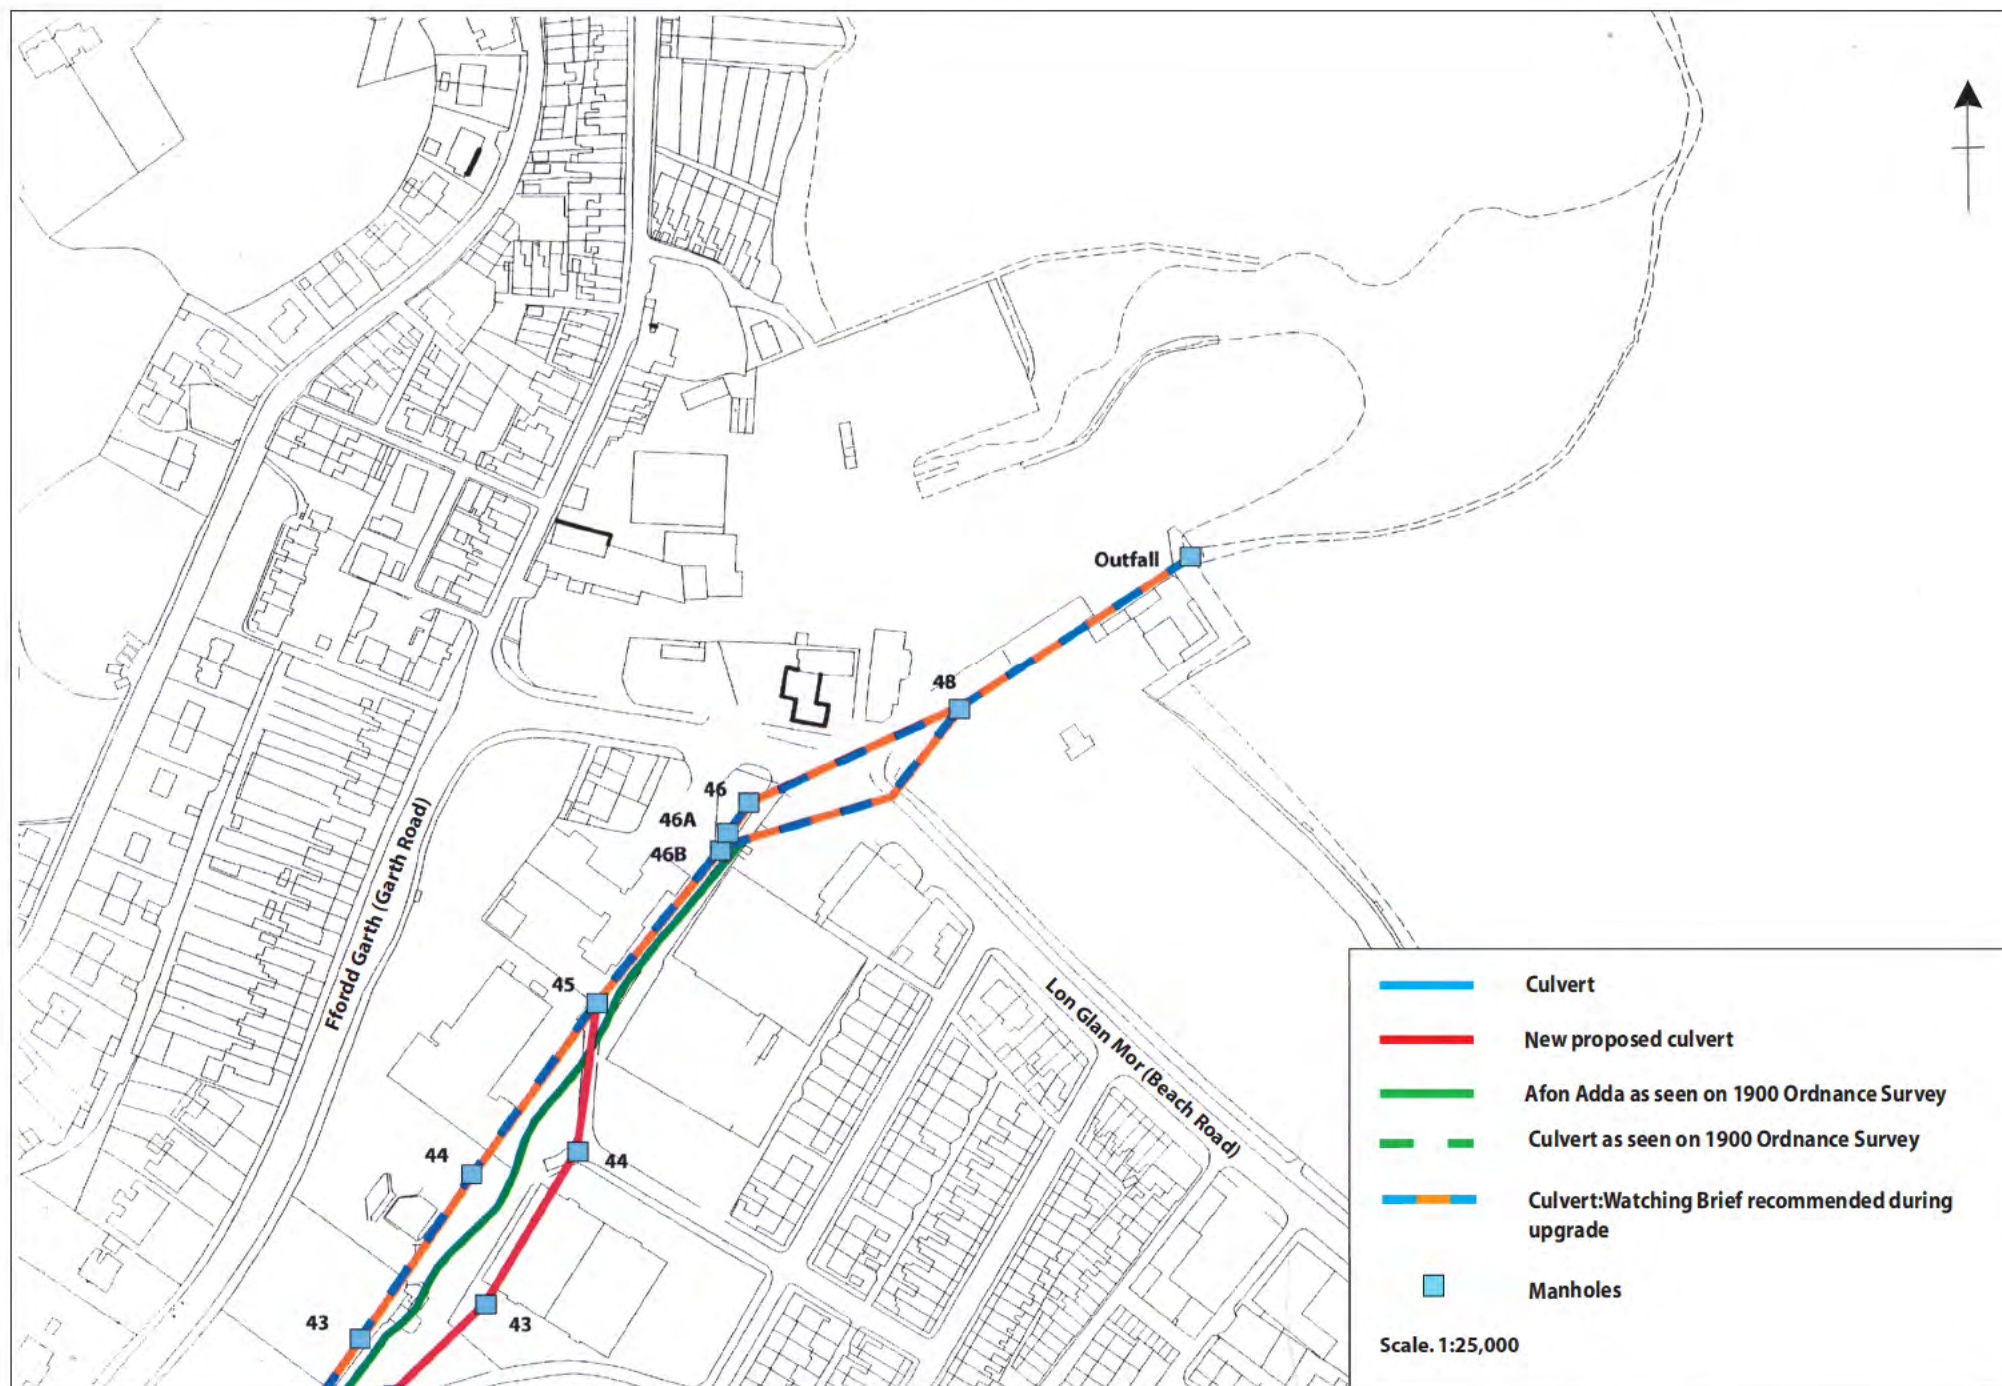 Outfall
48
46
46A
46B
45
44
44
43
43
Ffordd Garth (Garth Road)
Lon Glan Mor (Beach Road)
Culvert
New proposed culvert
Afon Adda as seen on 1900 Ordnance Survey
Culvert as seen on 1900 Ordnance Survey
Culvert:Watching Brief recommended during
upgrade
Manholes
Scale. 1:25,000